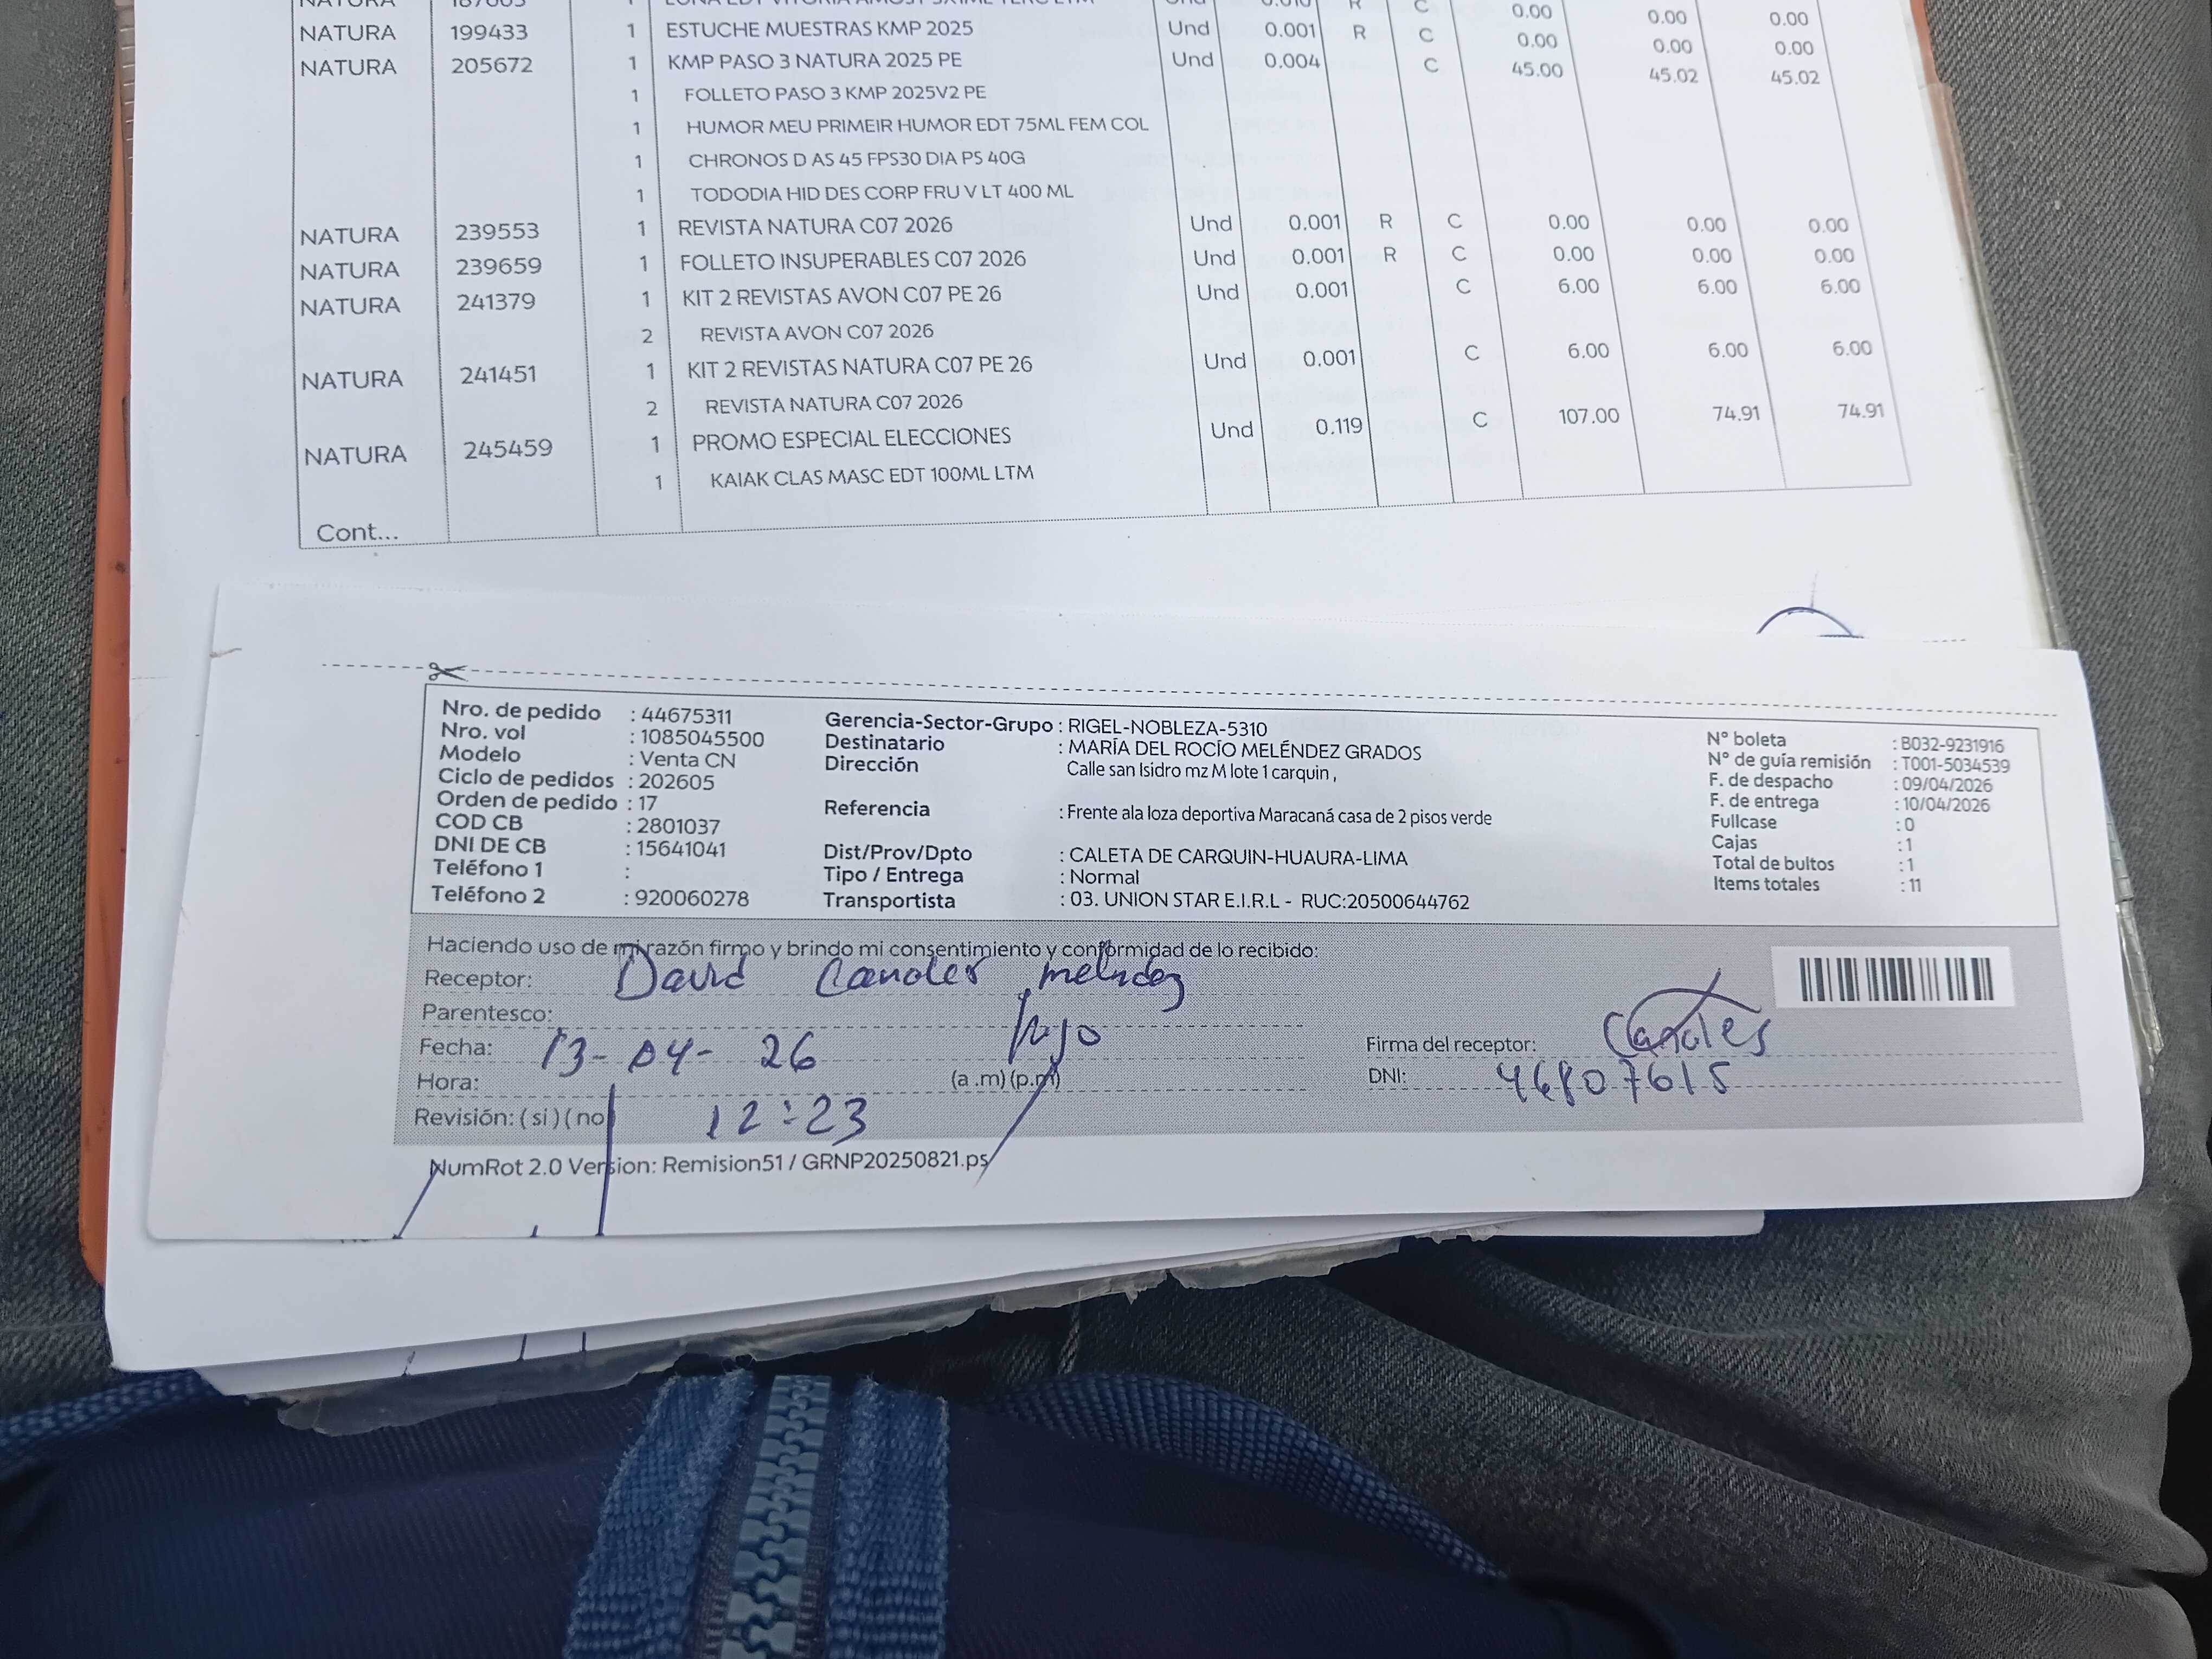 NATURA 199433 1 ESTUCHE MUESTRAS KMP 2025 Und 0.001 R C 0.00 0.00 0.00
NATURA 205672 1 KMP PASO 3 NATURA 2025 PE Und 0.004 C 45.00 45.02 45.02
1 FOLLETO PASO 3 KMP 2025V2 PE
1 HUMOR MEU PRIMEIR HUMOR EDT 75ML FEM COL
1 CHRONOS D AS 45 FPS30 DIA PS 40G
1 TODODIA HID DES CORP FRU V LT 400 ML
NATURA 239553 1 REVISTA NATURA C07 2026 Und 0.001 R C 0.00 0.00 0.00
NATURA 239659 1 FOLLETO INSUPERABLES C07 2026 Und 0.001 R C 0.00 0.00 0.00
NATURA 241379 1 KIT 2 REVISTAS AVON C07 PE 26 Und 0.001 C 6.00 6.00 6.00
2 REVISTA AVON C07 2026
NATURA 241451 1 KIT 2 REVISTAS NATURA C07 PE 26 Und 0.001 C 6.00 6.00 6.00
2 REVISTA NATURA C07 2026
NATURA 245459 1 PROMO ESPECIAL ELECCIONES Und 0.119 C 107.00 74.91 74.91
1 KAIAK CLAS MASC EDT 100ML LTM
Cont...
Nro. de pedido : 44675311
Nro. vol : 1085045500
Modelo : Venta CN
Ciclo de pedidos : 202605
Orden de pedido : 17
COD CB : 2801037
DNI DE CB : 15641041
Teléfono 1 :
Teléfono 2 : 920060278
Gerencia-Sector-Grupo : RIGEL-NOBLEZA-5310
Destinatario : MARÍA DEL ROCÍO MELÉNDEZ GRADOS
Dirección Calle san Isidro mz M lote 1 carquin ,
Referencia : Frente ala loza deportiva Maracaná casa de 2 pisos verde
Dist/Prov/Dpto : CALETA DE CARQUIN-HUAURA-LIMA
Tipo / Entrega : Normal
Transportista : 03. UNION STAR E.I.R.L - RUC:20500644762
N° boleta : B032-9231916
N° de guía remisión : T001-5034539
F. de despacho : 09/04/2026
F. de entrega : 10/04/2026
Fullcase : 0
Cajas : 1
Total de bultos : 1
Items totales : 11
Haciendo uso de mi razón firmo y brindo mi consentimiento y conformidad de lo recibido:
Receptor: David Canoles Melndez
Parentesco: hijo
Fecha: 13-04-26
Hora: 12:23 (a .m) (p.m)
Revisión: ( si ) ( no
Firma del receptor: Canoles
DNI: 46807615
NumRot 2.0 Version: Remision51 / GRNP20250821.ps